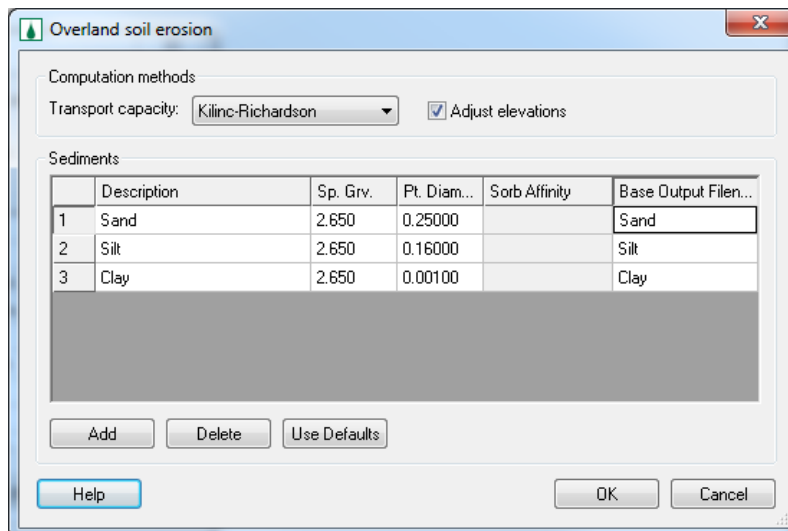 Overland soil erosion
Computation methods
Transport capacity: Kilinc-Richardson Adjust elevations
Sediments
Description Sp. Grv. Pt. Diam... Sorb Affinity Base Output Filen...
1 Sand 2.650 0.25000 Sand
2 Silt 2.650 0.16000 Silt
3 Clay 2.650 0.00100 Clay
Add Delete Use Defaults
Help OK Cancel